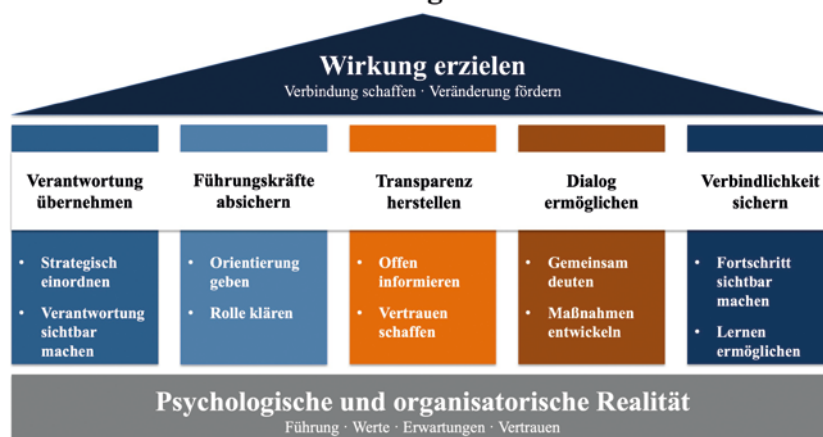 Wirkung erzielen
Verbindung schaffen · Veränderung fördern
Verantwortung
übernehmen
Führungskräfte
absichern
Transparenz
herstellen
Dialog
ermöglichen
Verbindlichkeit
sichern
• Strategisch
einordnen
• Verantwortung
sichtbar
machen
• Orientierung
geben
• Rolle klären
• Offen
informieren
• Vertrauen
schaffen
• Gemeinsam
deuten
• Maßnahmen
entwickeln
• Fortschritt
sichtbar
machen
• Lernen
ermöglichen
Psychologische und organisatorische Realität
Führung · Werte · Erwartungen · Vertrauen